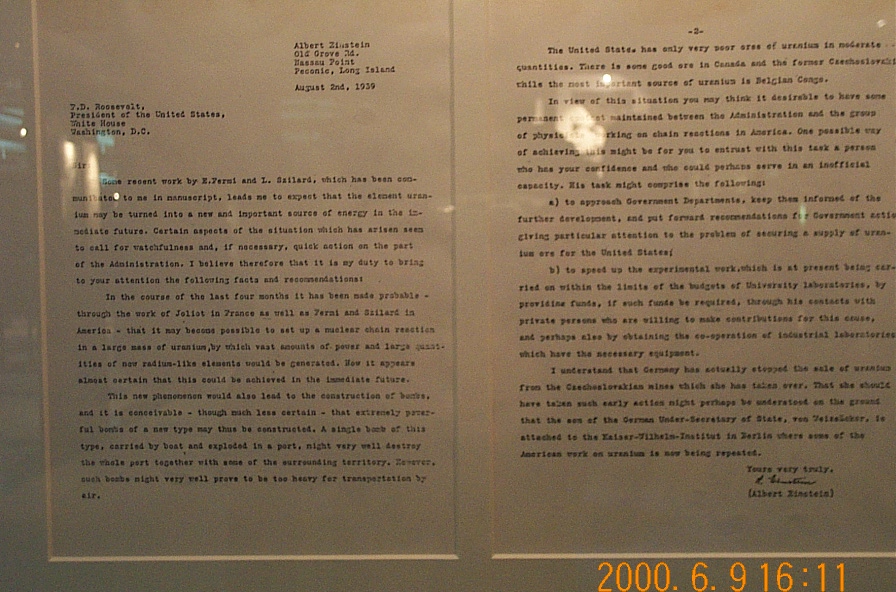 Albert Einstein
Old Grove Rd.
Nassau Point
Peconic, Long Island
August 2nd, 1939
F.D. Roosevelt,
President of the United States,
White House
Washington, D.C.
Sir:
Some recent work by E.Fermi and L. Szilard, which has been com-
municated to me in manuscript, leads me to expect that the element uran-
ium may be turned into a new and important source of energy in the im-
mediate future. Certain aspects of the situation which has arisen seem
to call for watchfulness and, if necessary, quick action on the part
of the Administration. I believe therefore that it is my duty to bring
to your attention the following facts and recommendations:
In the course of the last four months it has been made probable -
through the work of Joliot in France as well as Fermi and Szilard in
America - that it may become possible to set up a nuclear chain reaction
in a large mass of uranium,by which vast amounts of power and large quant-
ities of new radium-like elements would be generated. Now it appears
almost certain that this could be achieved in the immediate future.
This new phenomenon would also lead to the construction of bombs,
and it is conceivable - though much less certain - that extremely power-
ful bombs of a new type may thus be constructed. A single bomb of this
type, carried by boat and exploded in a port, might very well destroy
the whole port together with some of the surrounding territory. However,
such bombs might very well prove to be too heavy for transportation by
air.
-2-
The United States has only very poor ores of uranium in moderate
quantities. There is some good ore in Canada and the former Czechoslovaki
while the most important source of uranium is Belgian Congo.
In view of this situation you may think it desirable to have some
permanent contact maintained between the Administration and the group
of physicists working on chain reactions in America. One possible way
of achieving this might be for you to entrust with this task a person
who has your confidence and who could perhaps serve in an inofficial
capacity. His task might comprise the following:
a) to approach Government Departments, keep them informed of the
further development, and put forward recommendations for Government actio
giving particular attention to the problem of securing a supply of uran-
ium ore for the United States;
b) to speed up the experimental work,which is at present being car-
ried on within the limits of the budgets of University laboratories, by
providing funds, if such funds be required, through his contacts with
private persons who are willing to make contributions for this cause,
and perhaps also by obtaining the co-operation of industrial laboratories
which have the necessary equipment.
I understand that Germany has actually stopped the sale of uranium
from the Czechoslovakian mines which she has taken over. That she should
have taken such early action might perhaps be understood on the ground
that the son of the German Under-Secretary of State, von Weizsäcker, is
attached to the Kaiser-Wilhelm-Institut in Berlin where some of the
American work on uranium is now being repeated.
Yours very truly,
A. Einstein
(Albert Einstein)
2000. 6. 9 16:11